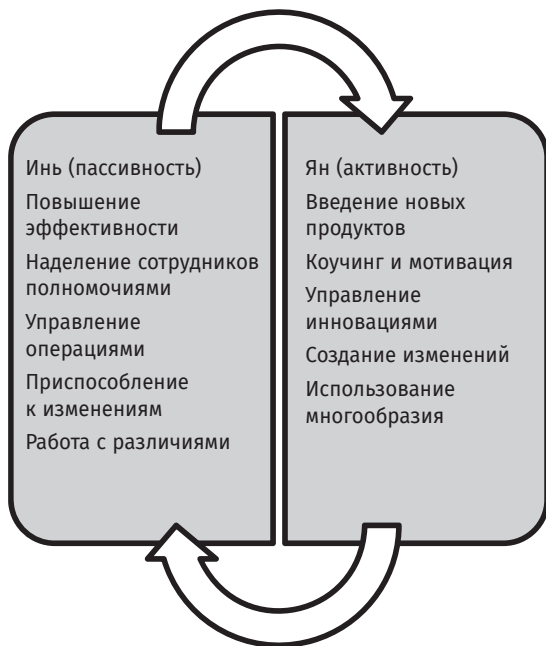 Инь (пассивность)
Повышение
эффективности
Наделение сотрудников
полномочиями
Управление
операциями
Приспособление
к изменениям
Работа с различиями
Ян (активность)
Введение новых
продуктов
Коучинг и мотивация
Управление
инновациями
Создание изменений
Использование
многообразия